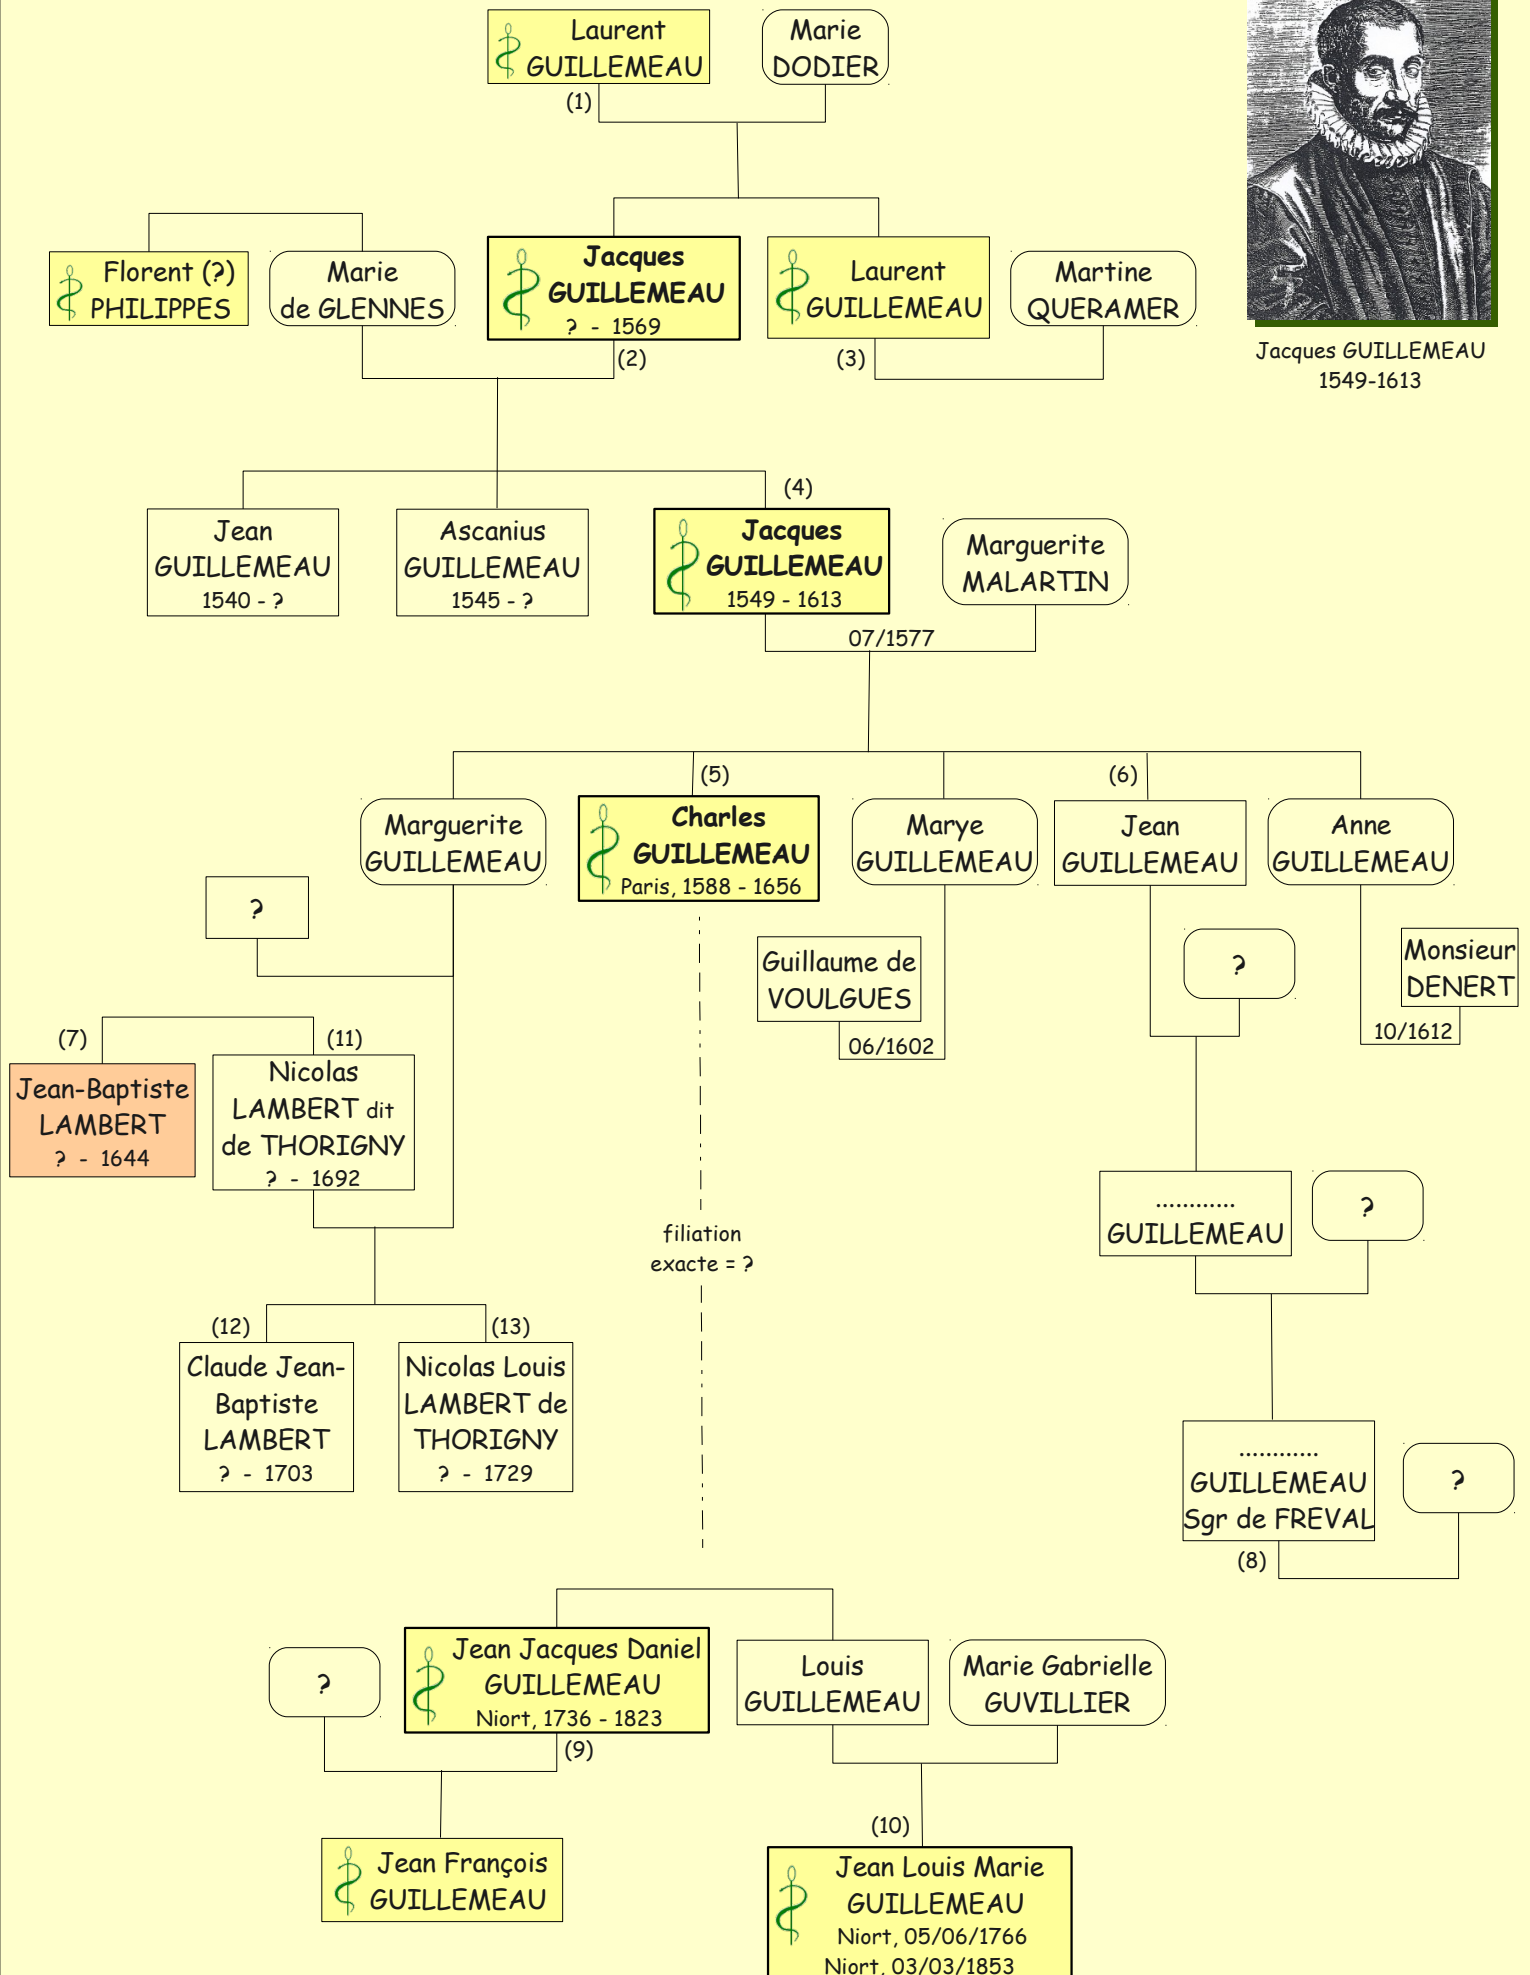 Laurent
GUILLEMEAU
Marie
DODIER
(1)
Florent (?)
PHILIPPES
Marie
de GLENNES
Jacques
GUILLEMEAU
? - 1569
(2)
Laurent
GUILLEMEAU
(3)
Martine
QUERAMER
Jacques GUILLEMEAU
1549-1613
Jean
GUILLEMEAU
1540 - ?
Ascanius
GUILLEMEAU
1545 - ?
(4)
Jacques
GUILLEMEAU
1549 - 1613
Marguerite
MALARTIN
07/1577
Marguerite
GUILLEMEAU
(5)
Charles
GUILLEMEAU
Paris, 1588 - 1656
Marye
GUILLEMEAU
(6)
Jean
GUILLEMEAU
Anne
GUILLEMEAU
?
Guillaume de
VOULGUES
06/1602
?
Monsieur
DENERT
10/1612
(7)
Jean-Baptiste
LAMBERT
? - 1644
(11)
Nicolas
LAMBERT dit
de THORIGNY
? - 1692
............
GUILLEMEAU
?
filiation
exacte = ?
(12)
Claude Jean-
Baptiste
LAMBERT
? - 1703
(13)
Nicolas Louis
LAMBERT de
THORIGNY
? - 1729
............
GUILLEMEAU
Sgr de FREVAL
(8)
?
?
Jean Jacques Daniel
GUILLEMEAU
Niort, 1736 - 1823
(9)
Louis
GUILLEMEAU
Marie Gabrielle
GUVILLIER
Jean François
GUILLEMEAU
(10)
Jean Louis Marie
GUILLEMEAU
Niort, 05/06/1766
Niort, 03/03/1853